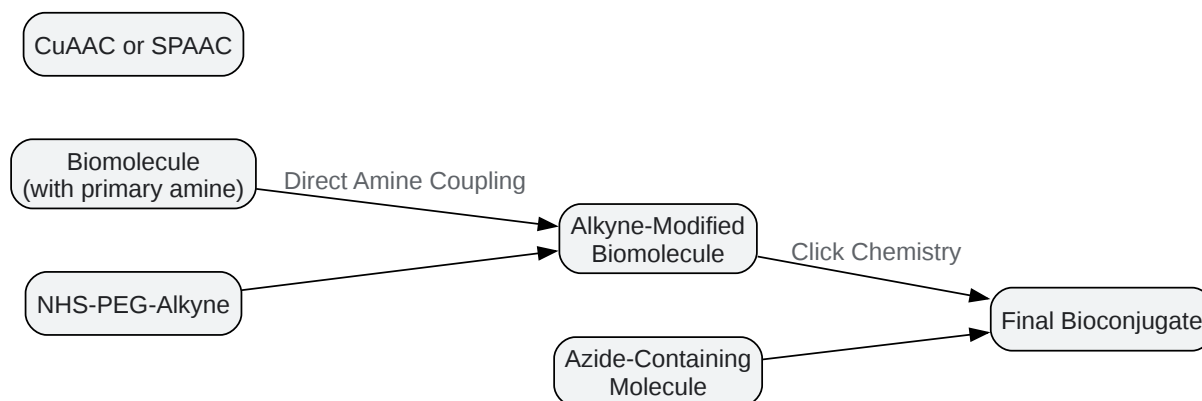 CuAAC or SPAAC
Biomolecule
(with primary amine)
Direct Amine Coupling
NHS-PEG-Alkyne
Alkyne-Modified
Biomolecule
Click Chemistry
Azide-Containing
Molecule
Final Bioconjugate